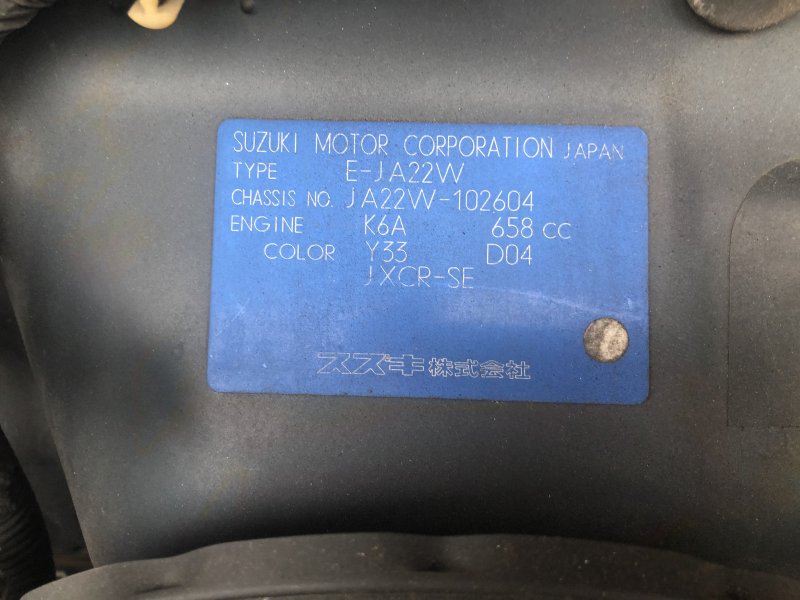 SUZUKI MOTOR CORPORATION JAPAN
TYPE E-JA22W
CHASSIS NO. JA22W-102604
ENGINE K6A 658 CC
COLOR Y33 D04
JXCR-SE
スズキ株式会社